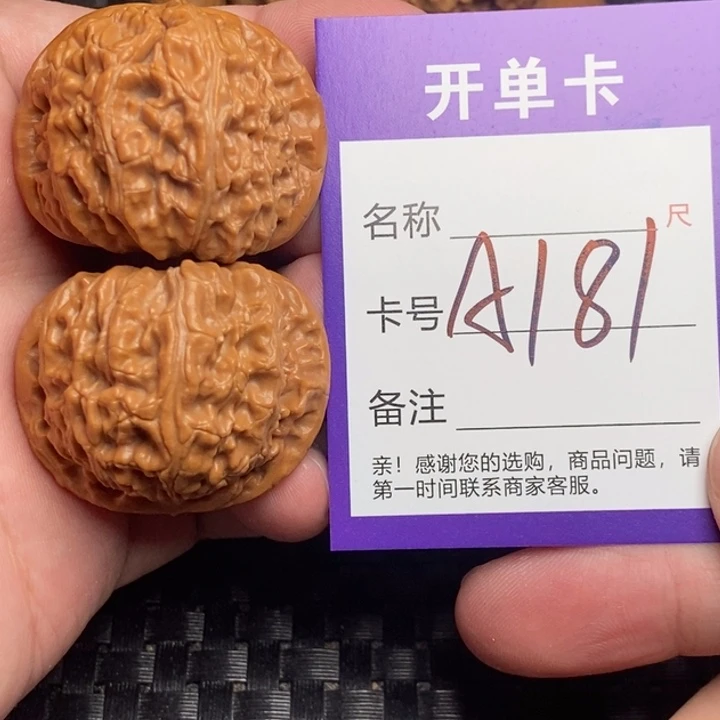 开单卡
名称 尺
卡号 A181
备注
亲！感谢您的选购，商品问题，请
第一时间联系商家客服。